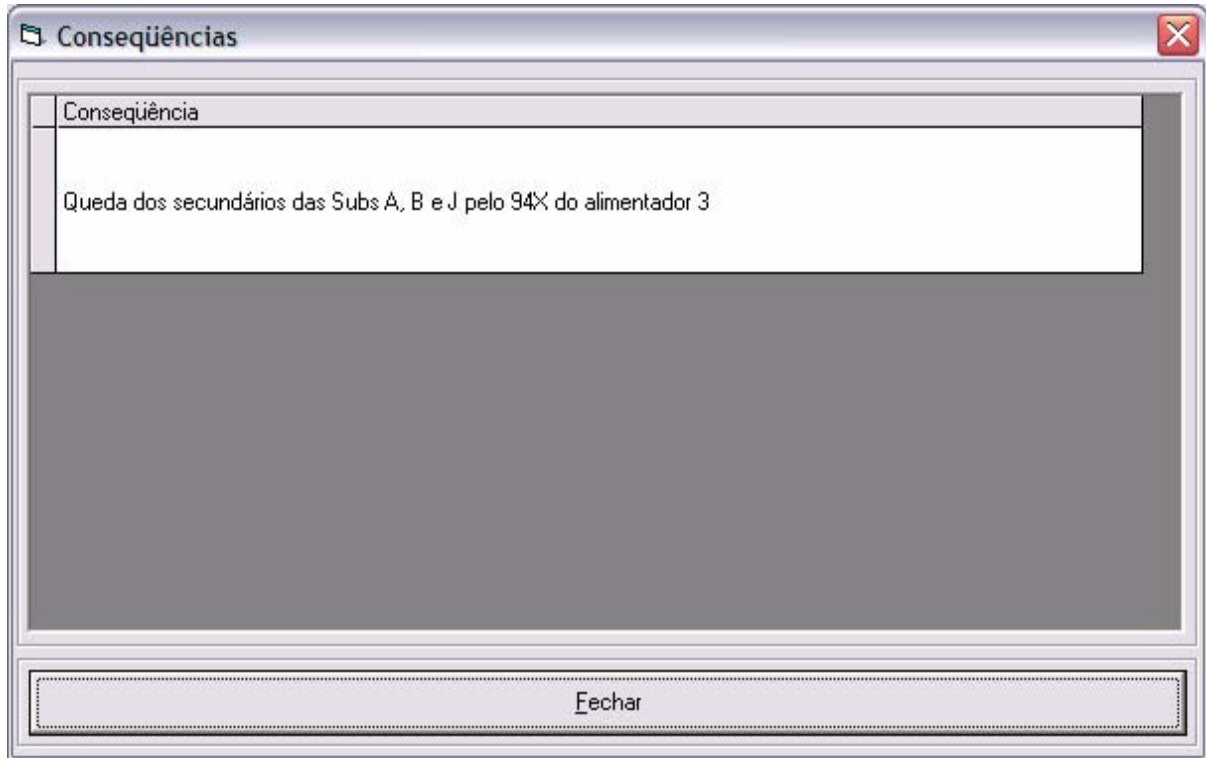 Conseqüências
Conseqüência
Queda dos secundários das Subs A, B e J pelo 94X do alimentador 3
Fechar